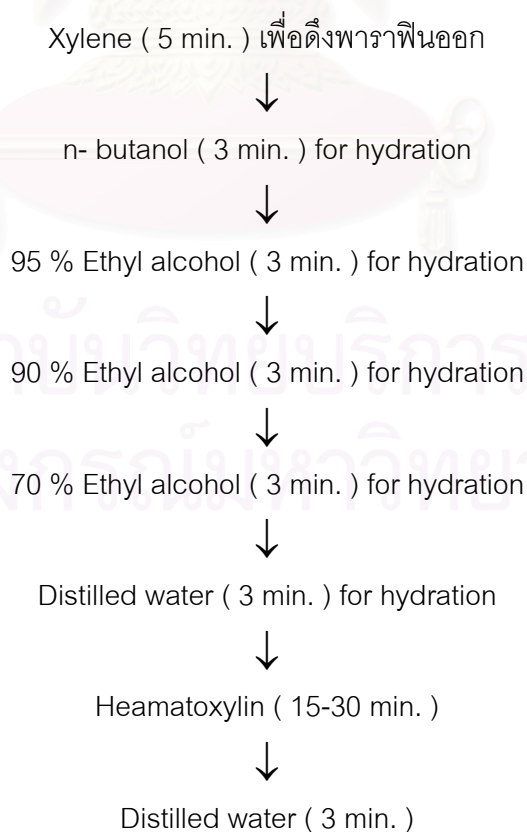 Xylene ( 5 min. ) เพื่อดึงพาราฟินออก
↓
n- butanol ( 3 min. ) for hydration
↓
95 % Ethyl alcohol ( 3 min. ) for hydration
↓
90 % Ethyl alcohol ( 3 min. ) for hydration
↓
70 % Ethyl alcohol ( 3 min. ) for hydration
↓
Distilled water ( 3 min. ) for hydration
↓
Heamatoxylin ( 15-30 min. )
↓
Distilled water ( 3 min. )